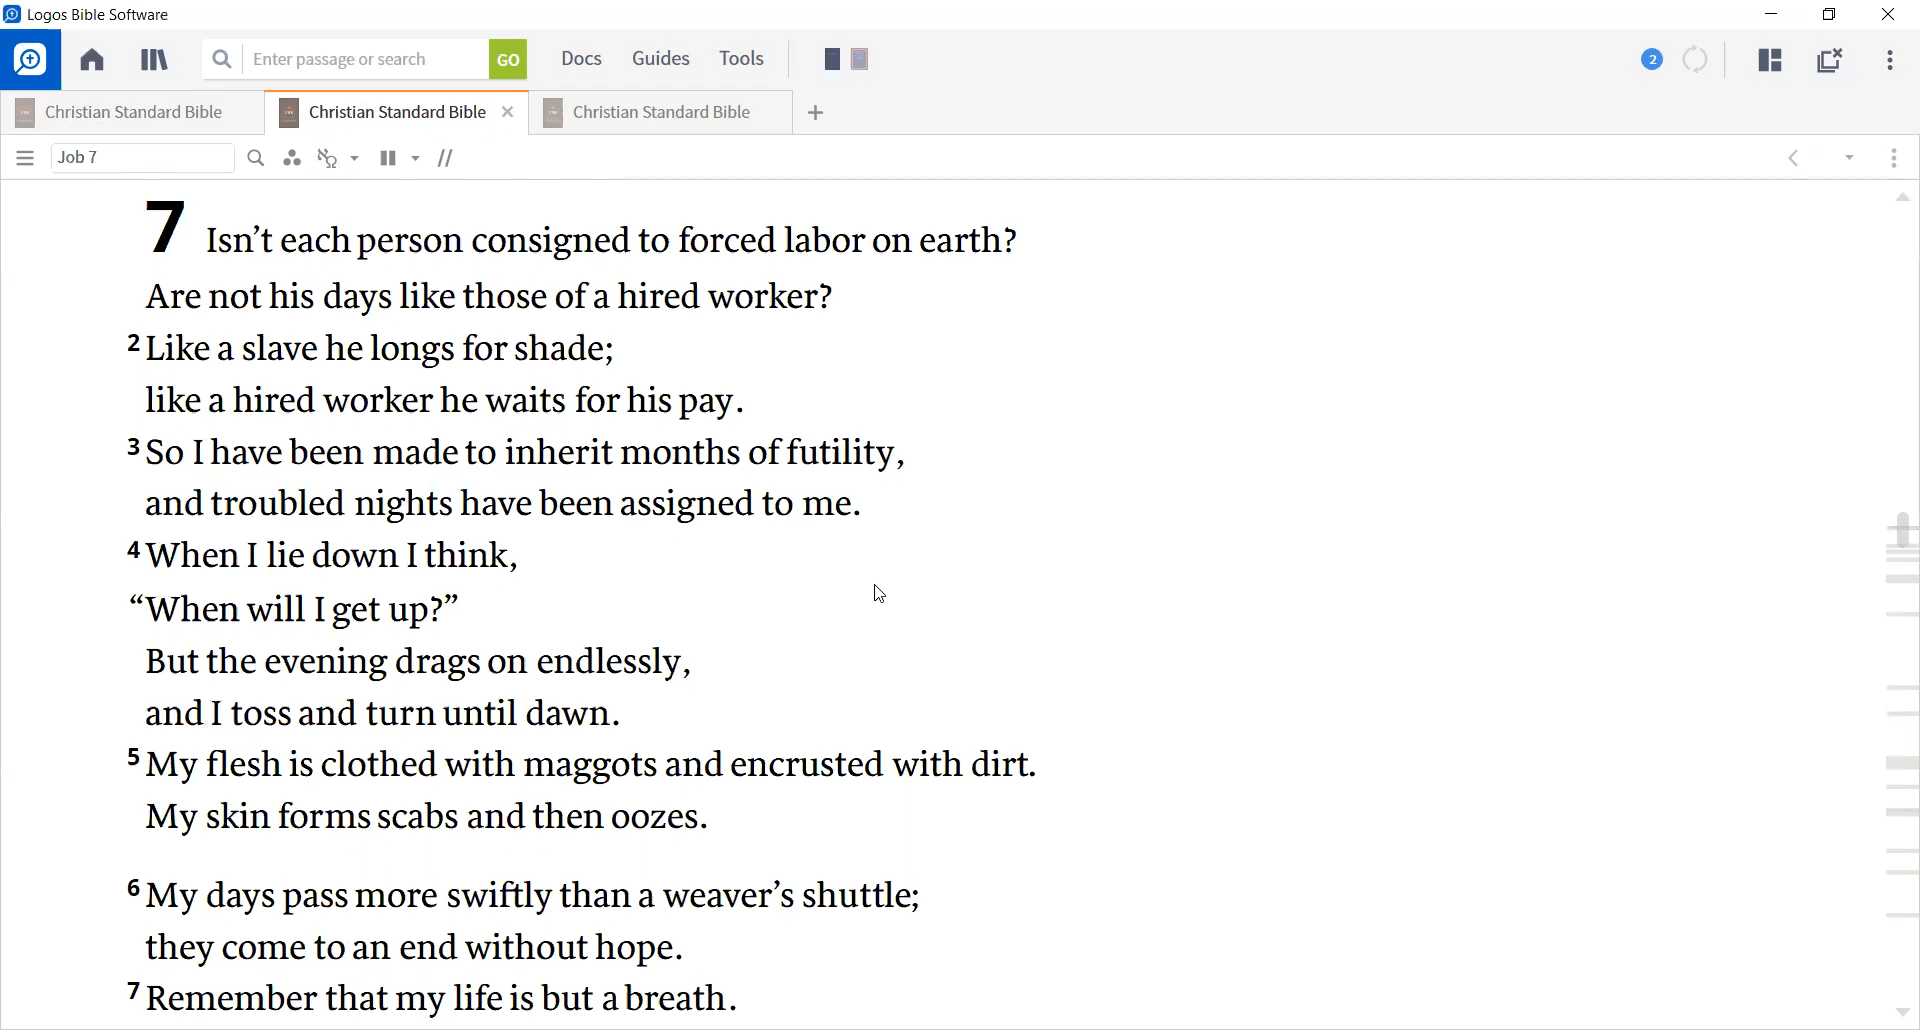 Logos Bible Software
Enter passage or search GO Docs Guides Tools 2
Christian Standard Bible Christian Standard Bible Christian Standard Bible
Job 7
7 Isn’t each person consigned to forced labor on earth?
Are not his days like those of a hired worker?
2 Like a slave he longs for shade;
like a hired worker he waits for his pay.
3 So I have been made to inherit months of futility,
and troubled nights have been assigned to me.
4 When I lie down I think,
“When will I get up?”
But the evening drags on endlessly,
and I toss and turn until dawn.
5 My flesh is clothed with maggots and encrusted with dirt.
My skin forms scabs and then oozes.
6 My days pass more swiftly than a weaver’s shuttle;
they come to an end without hope.
7 Remember that my life is but a breath.